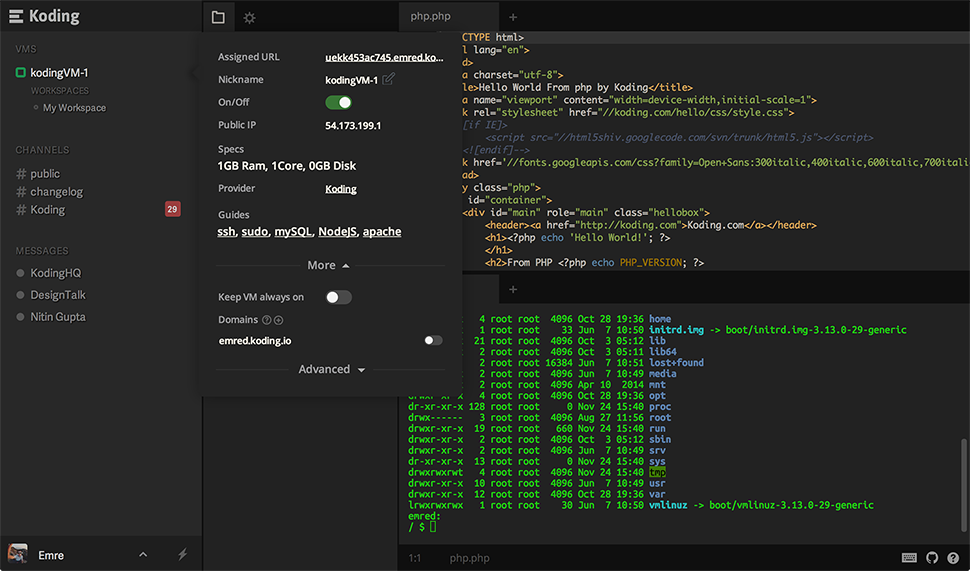 Koding
VMS
kodingVM-1
WORKSPACES
My Workspace
CHANNELS
# public
# changelog
# Koding
29
MESSAGES
KodingHQ
DesignTalk
Nitin Gupta
Emre
Assigned URL uekk453ac745.emred.ko...
Nickname kodingVM-1
On/Off
Public IP 54.173.199.1
Specs
1GB Ram, 1Core, 0GB Disk
Provider Koding
Guides
ssh, sudo, mySQL, NodeJS, apache
More
Keep VM always on
Domains ? +
emred.koding.io
Advanced
php.php +
CTYPE html>
l lang="en">
d>
a charset="utf-8">
le>Hello World From php by Koding</title>
a name="viewport" content="width=device-width,initial-scale=1">
k rel="stylesheet" href="//koding.com/hello/css/style.css">
[if IE]>
<script src="//html5shiv.googlecode.com/svn/trunk/html5.js"></script>
<![endif]-->
k href='//fonts.googleapis.com/css?family=Open+Sans:300italic,400italic,600italic,700ital
ad>
y class="php">
id="container">
<div id="main" role="main" class="hellobox">
<header><a href="http://koding.com">Koding.com</a></header>
<h1><?php echo 'Hello World!'; ?>
</h1>
<h2>From PHP <?php echo PHP_VERSION; ?>
+
4 root root 4096 Oct 28 19:36 home
1 root root 33 Jun 7 10:50 initrd.img -> boot/initrd.img-3.13.0-29-generic
21 root root 4096 Oct 3 05:12 lib
2 root root 4096 Oct 3 05:11 lib64
2 root root 16384 Jun 7 10:51 lost+found
2 root root 4096 Jun 7 10:49 media
2 root root 4096 Apr 10 2014 mnt
4 root root 4096 Oct 28 19:36 opt
dr-xr-xr-x 128 root root 0 Nov 24 15:40 proc
drwx------ 3 root root 4096 Aug 27 11:56 root
drwxr-xr-x 19 root root 660 Nov 24 15:40 run
drwxr-xr-x 2 root root 4096 Oct 3 05:12 sbin
drwxr-xr-x 2 root root 4096 Jun 7 10:49 srv
dr-xr-xr-x 13 root root 0 Nov 24 15:40 sys
drwxrwxrwt 4 root root 4096 Nov 24 15:40 tmp
drwxr-xr-x 10 root root 4096 Jun 7 10:49 usr
drwxr-xr-x 12 root root 4096 Oct 28 19:36 var
lrwxrwxrwx 1 root root 30 Jun 7 10:50 vmlinuz -> boot/vmlinuz-3.13.0-29-generic
emred:
/ $
1:1 php.php ?